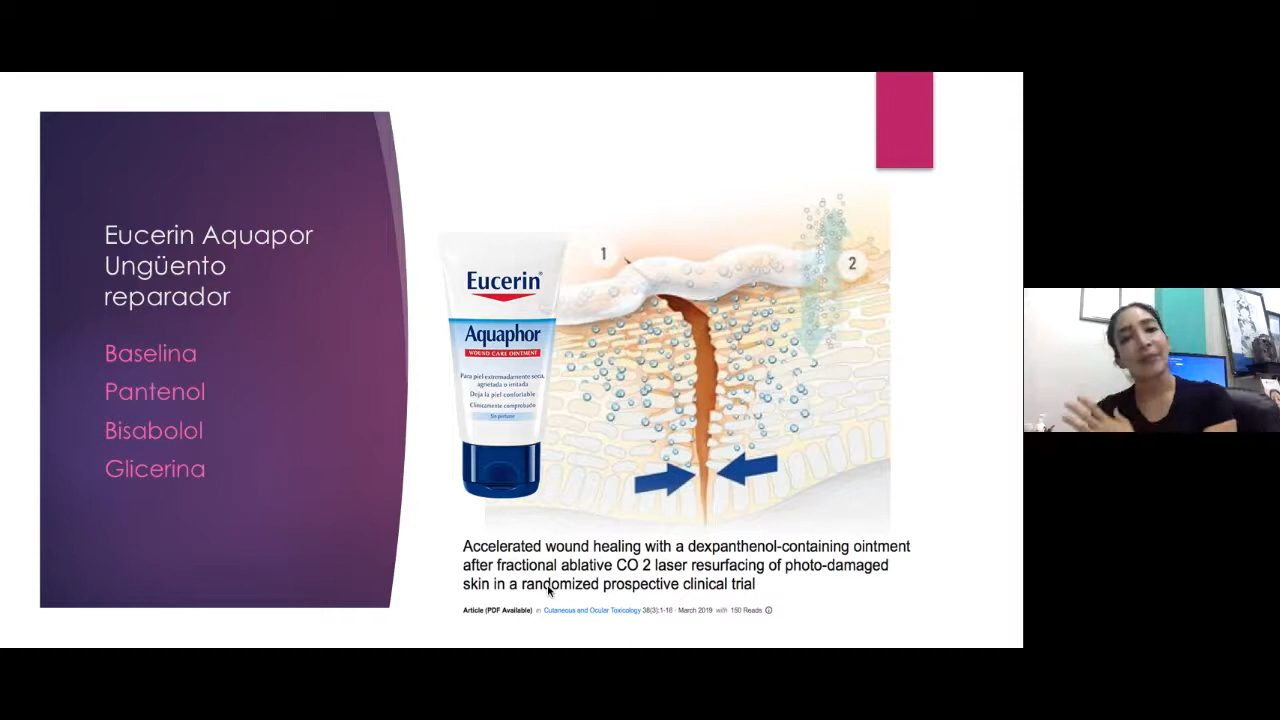 Eucerin Aquapor
Ungüento
reparador
Baselina
Pantenol
Bisabolol
Glicerina
Eucerin®
Aquaphor
WOUND CARE OINTMENT
Para piel extremadamente seca,
agrietada o irritada
Deja la piel confortable
Clínicamente comprobado
Sin perfume
1
2
Accelerated wound healing with a dexpanthenol-containing ointment
after fractional ablative CO 2 laser resurfacing of photo-damaged
skin in a randomized prospective clinical trial
Article (PDF Available) in Cutaneous and Ocular Toxicology 38(3):1-16 · March 2019 with 150 Reads